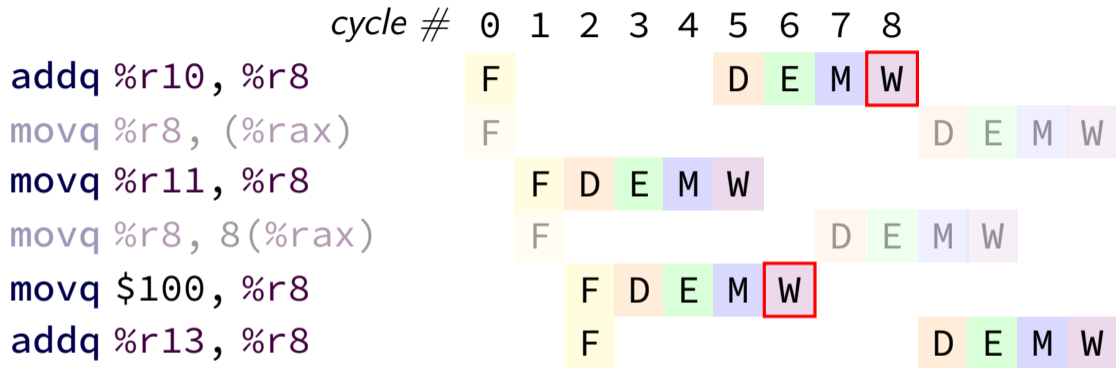 cycle # 0 1 2 3 4 5 6 7 8
addq %r10, %r8 F D E M W
movq %r8, (%rax) F D E M W
movq %r11, %r8 F D E M W
movq %r8, 8(%rax) F D E M W
movq $100, %r8 F D E M W
addq %r13, %r8 F D E M W